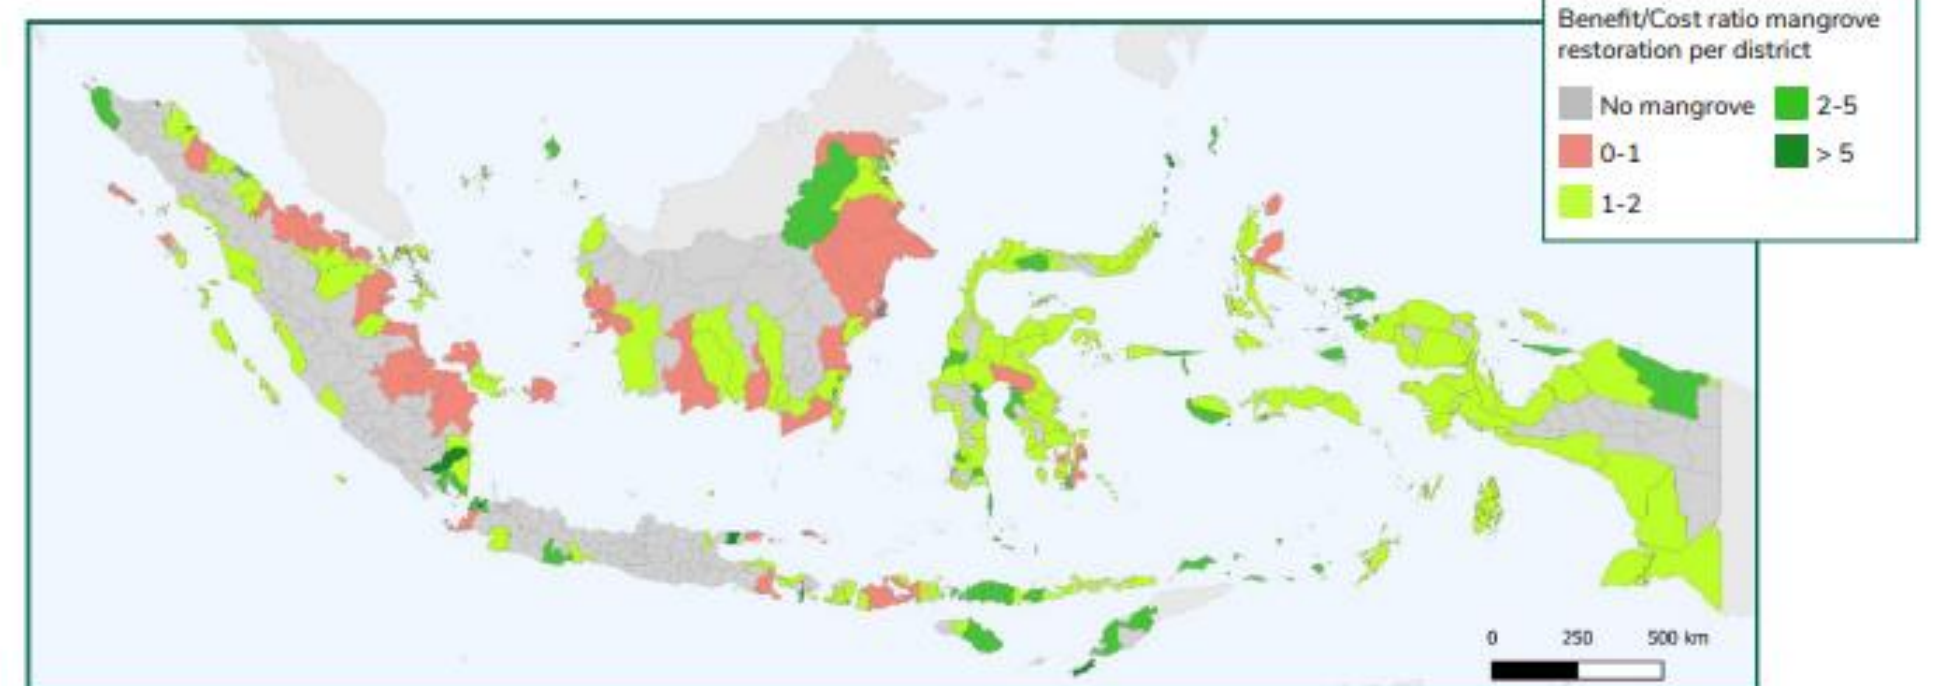 Benefit/Cost ratio mangrove
restoration per district
No mangrove
2-5
0-1
> 5
1-2
0 250 500 km